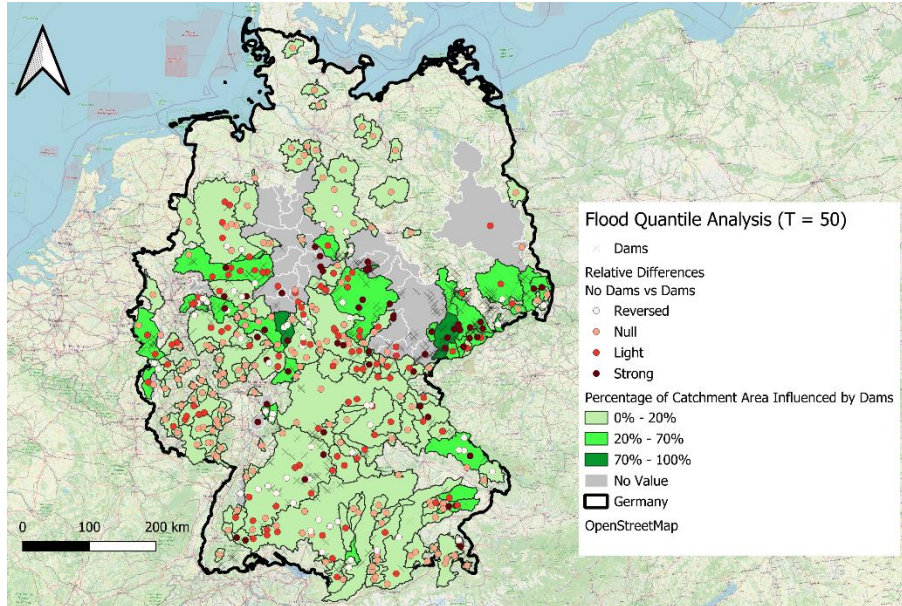 Flood Quantile Analysis (T = 50)
Dams
Relative Differences
No Dams vs Dams
Reversed
Null
Light
Strong
Percentage of Catchment Area Influenced by Dams
0% - 20%
20% - 70%
70% - 100%
No Value
Germany
OpenStreetMap
0 100 200 km